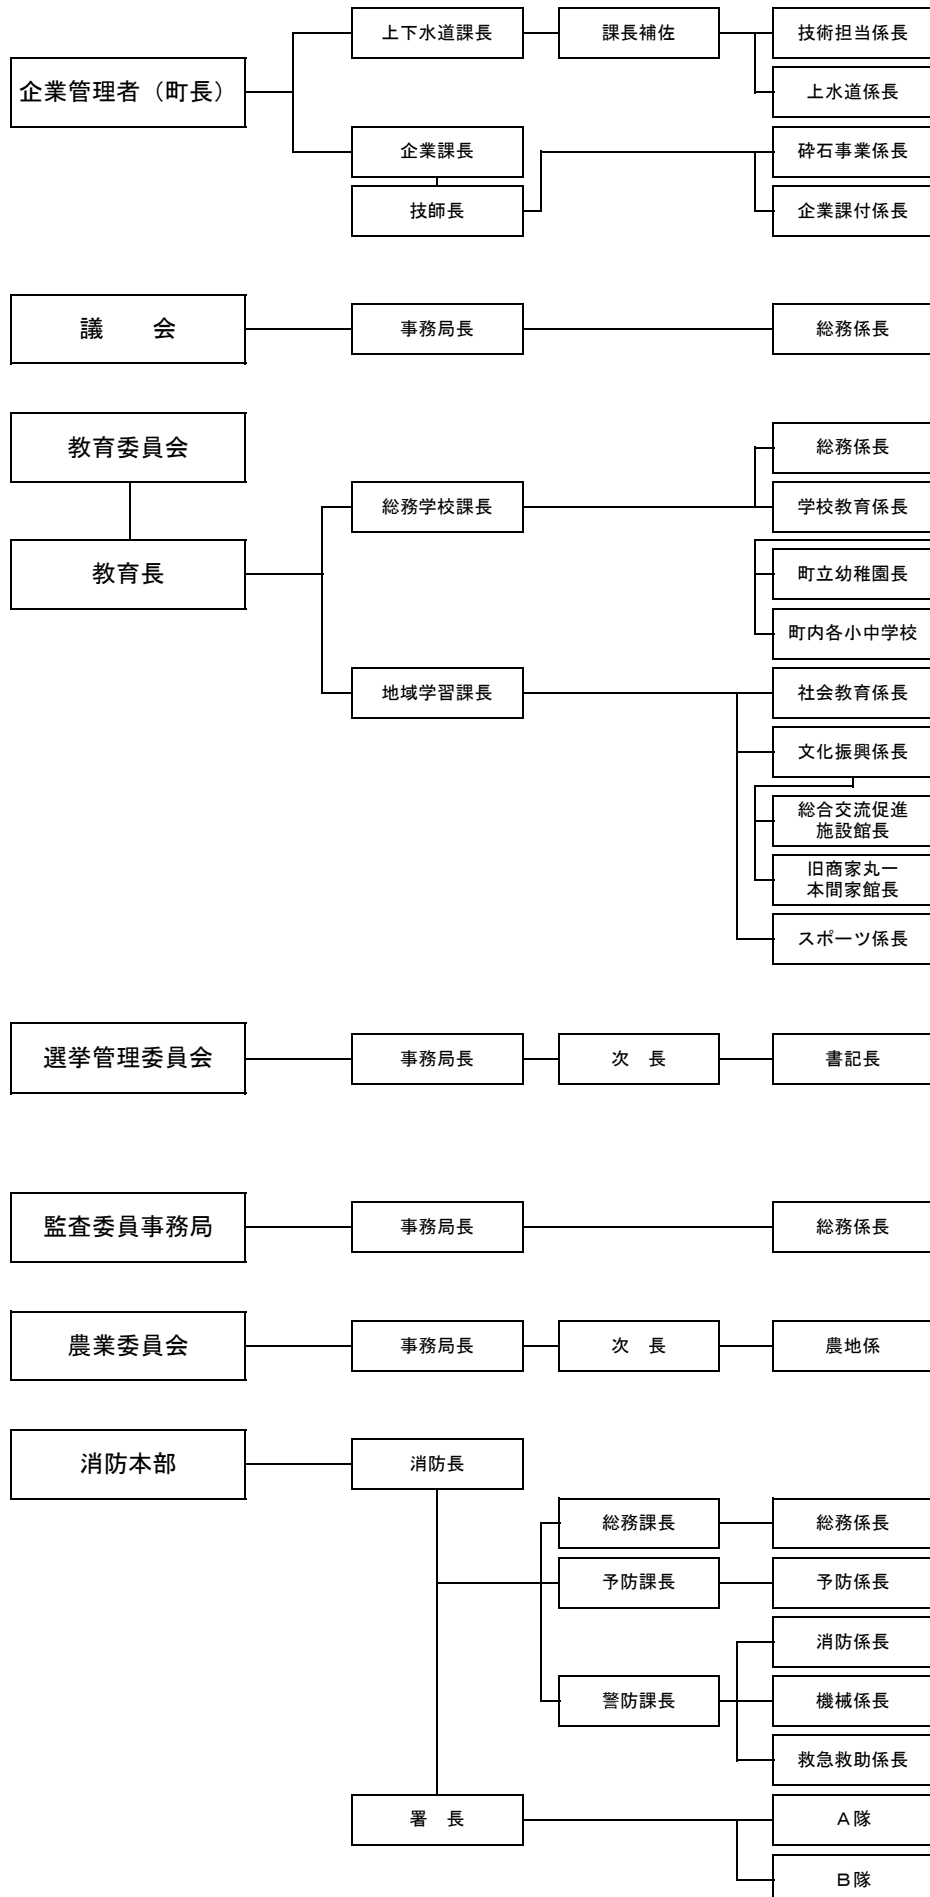 上下水道課長
課長補佐
技術担当係長
企業管理者（町長）
上水道係長
企業課長
砕石事業係長
技師長
企業課付係長
議　　会
事務局長
総務係長
教育委員会
総務係長
総務学校課長
学校教育係長
教育長
町立幼稚園長
町内各小中学校
地域学習課長
社会教育係長
文化振興係長
総合交流促進
施設館長
旧商家丸一
本間家館長
スポーツ係長
選挙管理委員会
事務局長
次　長
書記長
監査委員事務局
事務局長
総務係長
農業委員会
事務局長
次　長
農地係
消防本部
消防長
総務課長
総務係長
予防課長
予防係長
消防係長
警防課長
機械係長
救急救助係長
署　長
Ａ隊
Ｂ隊